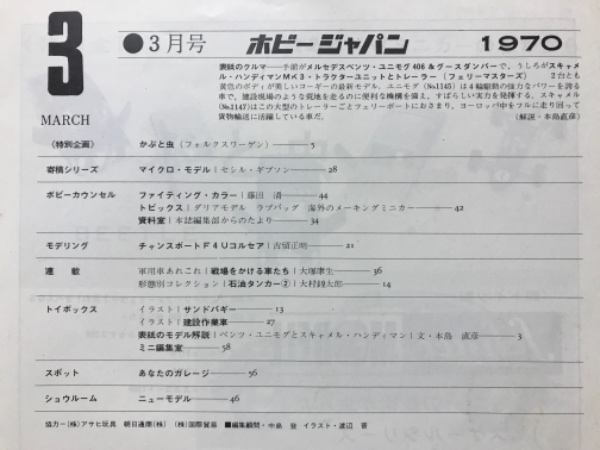 3
MARCH
●3月号 ホビージャパン 1970
表紙のクルマ──手前がメルセデスベンツ・ユニモグ406&グースダンパーで、うしろがスキャメ
ル・ハンディマンMK3・トラクターユニットとトレーラー(フェリーマスターズ) 2台とも
黄色のボディが美しいコーギーの最新モデル。ユニモグ(No.1145)は4輪駆動の強力なパワーを誇る
車で、建設現場のような荒地を走るのに便利な機構を備え、すばらしい実力を発揮する。スキャメル
(No.1147)はこの大型のトレーラーごとフェリーボートにおさまり、ヨーロッパ中をフルに走り回って
貨物輸送に活躍している車だ。 (解説・本島直彦)
〈特別企画〉 かぶと虫(フォルクスワーゲン)──5
寄稿シリーズ マイクロ・モデル|セシル・ギブソン──28
ホビーカウンセル ファイティング・カラー|藤田 清──44
トピックス|ダリアモデル ラブバッグ 海外のメーキングミニカー──42
資料室|本誌編集部からのたより──34
モデリング チャンスボートF4Uコルセア|吉留正明──21
連 載 軍用車あれこれ|戦場をかける車たち|大塚康生──36
形態別コレクション|石油タンカー②|大村鐘太郎──14
トイボックス イラスト|サンドバギー──13
イラスト|建設作業車──27
表紙のモデル解説|ベンツ・ユニモグとスキャメル・ハンディマン|文・本島 直彦──3
ミニ編集室──58
スポット あなたのガレージ──56
ショウルーム ニューモデル──46
協力─(株)アサヒ玩具 朝日通商(株) (株)国際貿易 ■編集顧問・中島 登 イラスト・渡辺 晋